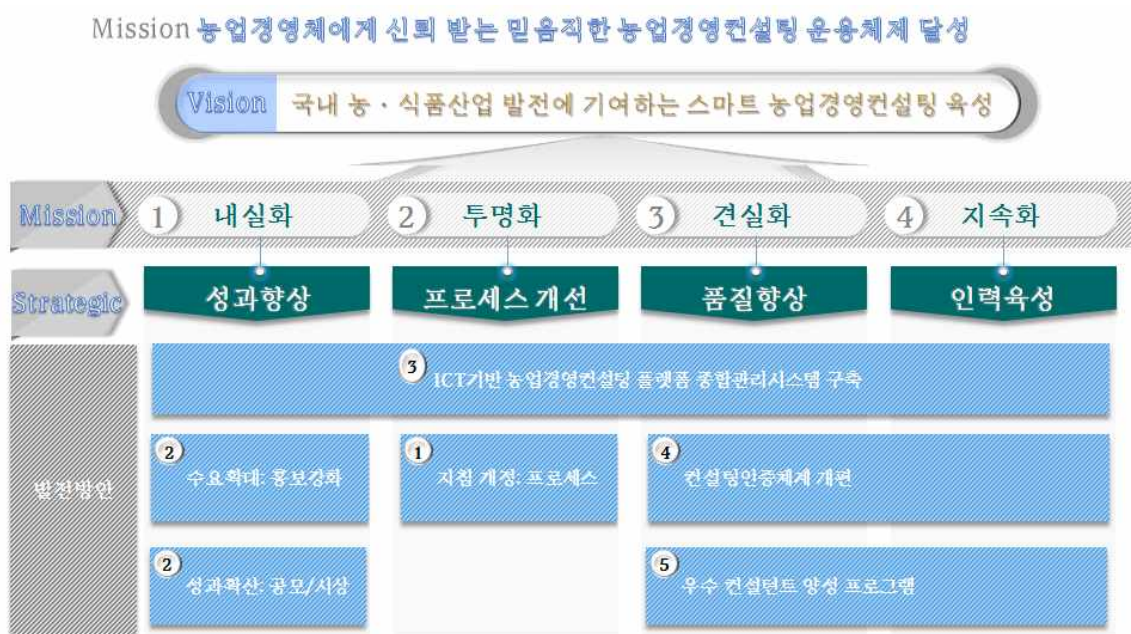 Mission 농업경영체에게 신뢰 받는 믿음직한 농업경영컨설팅 운용체제 달성
Vision 국내 농·식품산업 발전에 기여하는 스마트 농업경영컨설팅 육성
Mission 1 내실화 2 투명화 3 견실화 4 지속화
Strategic 성과향상 프로세스 개선 품질향상 인력육성
3 ICT기반 농업경영컨설팅 플랫폼 종합관리시스템 구축
발전방안
2 수요확대: 홍보강화 1 지침 개정: 프로세스 4 컨설팅인증체계 개편
2 성과확산: 공모/시상 5 우수 컨설턴트 양성 프로그램